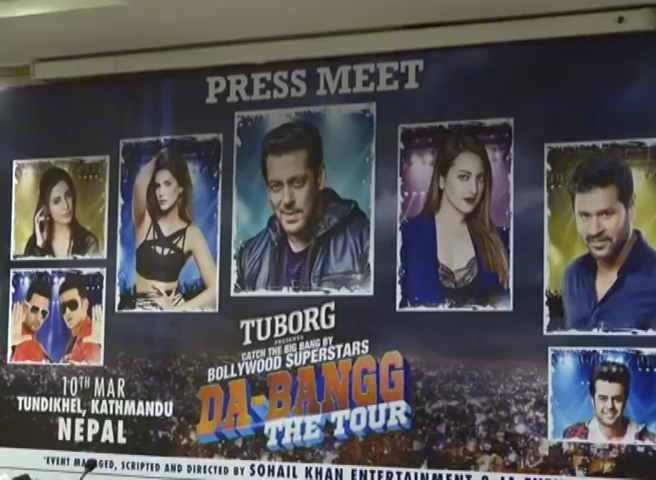 PRESS MEET
TUBORG
PRESENTS
CATCH THE BIG BANG BY
BOLLYWOOD SUPERSTARS
DA-BANGG
THE TOUR
10TH MAR
TUNDIKHEL, KATHMANDU
NEPAL
'EVENT MANAGED, SCRIPTED AND DIRECTED BY SOHAIL KHAN ENTERTAINMENT & JA